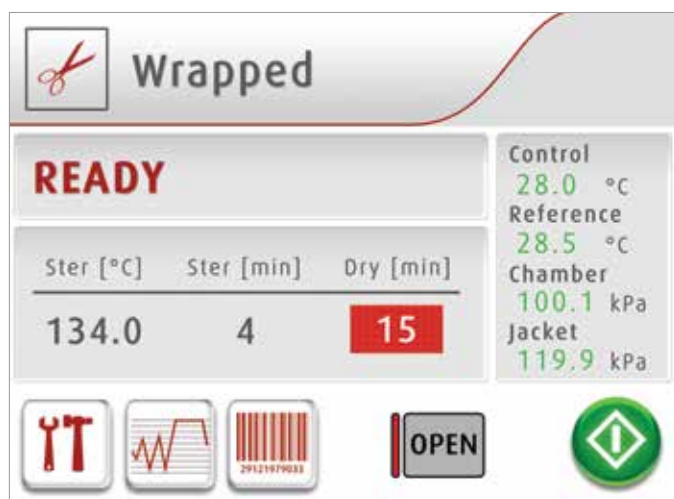 Wrapped
READY
Ster [°C] Ster [min] Dry [min]
134.0 4 15
Control
28.0 °C
Reference
28.5 °C
Chamber
100.1 kPa
Jacket
119.9 kPa
29121979033
OPEN